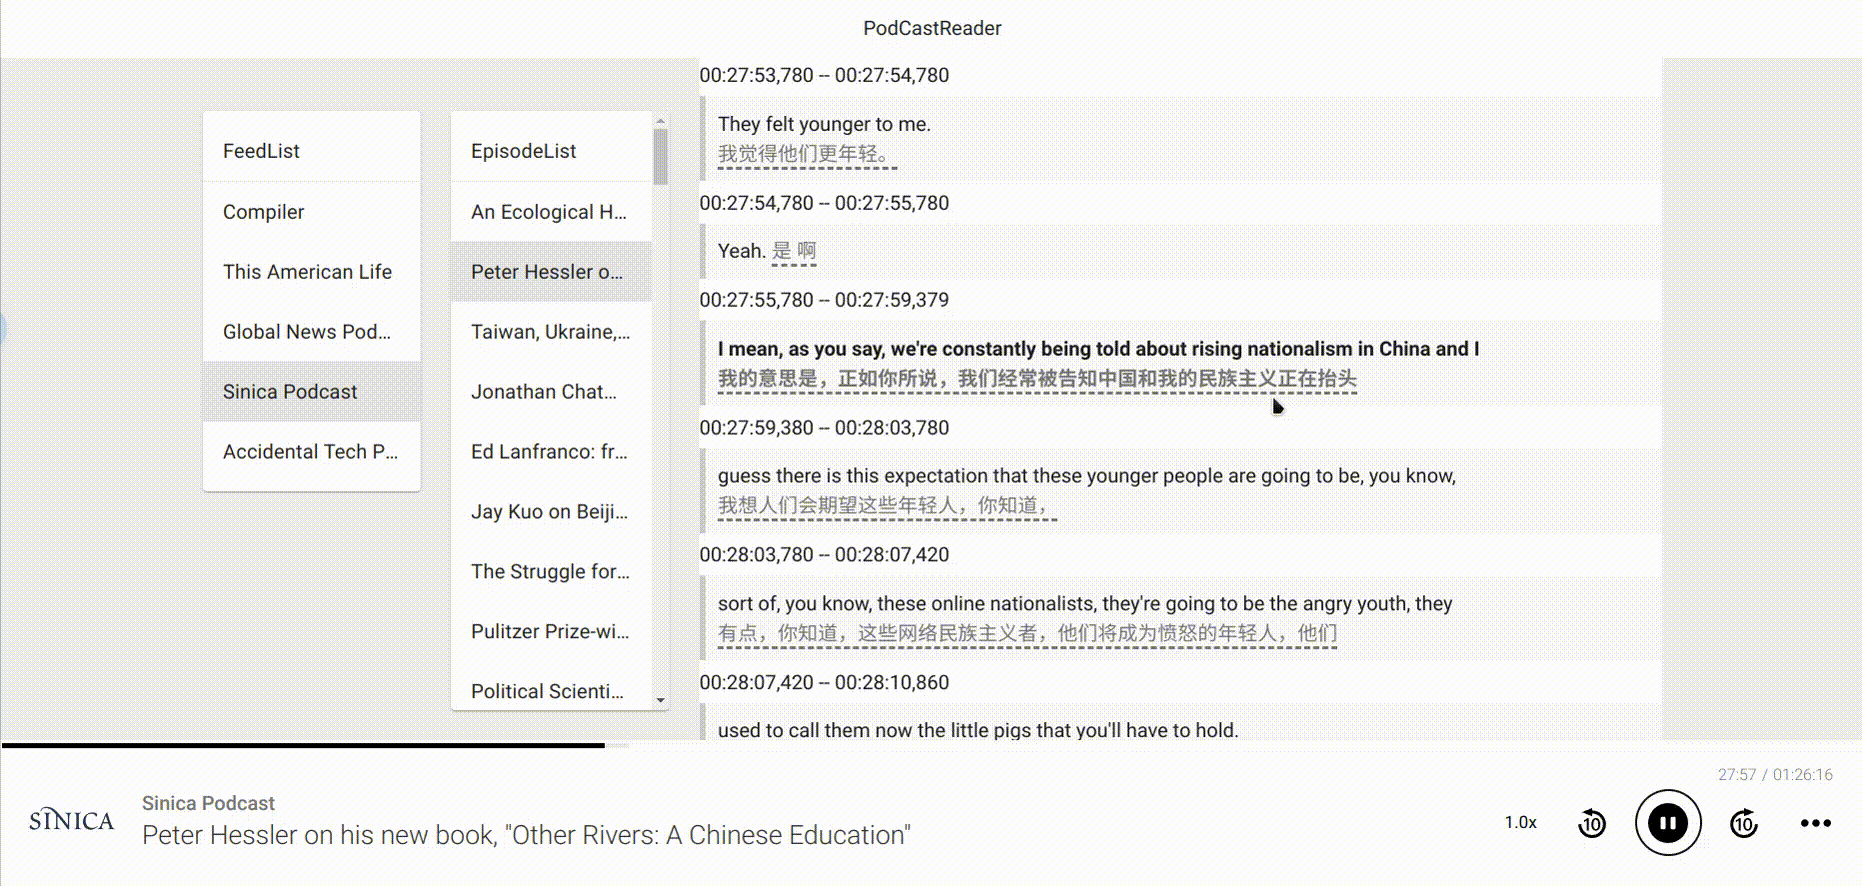 PodCastReader
FeedList
Compiler
This American Life
Global News Pod...
Sinica Podcast
Accidental Tech P...
EpisodeList
An Ecological H...
Peter Hessler o...
Taiwan, Ukraine,...
Jonathan Chat...
Ed Lanfranco: fr...
Jay Kuo on Beiji...
The Struggle for...
Pulitzer Prize-wi...
Political Scienti...
00:27:53,780 -- 00:27:54,780
They felt younger to me.
我觉得他们更年轻。
00:27:54,780 -- 00:27:55,780
Yeah. 是 啊
00:27:55,780 -- 00:27:59,379
I mean, as you say, we're constantly being told about rising nationalism in China and I
我的意思是，正如你所说，我们经常被告知中国和我的民族主义正在抬头
00:27:59,380 -- 00:28:03,780
guess there is this expectation that these younger people are going to be, you know,
我想人们会期望这些年轻人，你知道，
00:28:03,780 -- 00:28:07,420
sort of, you know, these online nationalists, they're going to be the angry youth, they
有点，你知道，这些网络民族主义者，他们将成为愤怒的年轻人，他们
00:28:07,420 -- 00:28:10,860
used to call them now the little pigs that you'll have to hold.
27:57 / 01:26:16
SINICA
Sinica Podcast
Peter Hessler on his new book, "Other Rivers: A Chinese Education"
1.0x
10
10